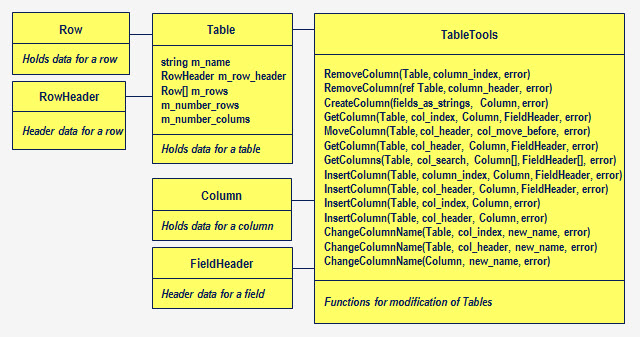 Row
Holds data for a row
RowHeader
Header data for a row
Table
string m_name
RowHeader m_row_header
Row[] m_rows
m_number_rows
m_number_colums
Holds data for a table
Column
Holds data for a column
FieldHeader
Header data for a field
TableTools
RemoveColumn(Table, column_index, error)
RemoveColumn(ref Table, column_header, error)
CreateColumn(fields_as_strings, Column, error)
GetColumn(Table, col_index, Column, FieldHeader, error)
MoveColumn(Table, col_header, col_move_before, error)
GetColumn(Table, col_header, Column, FieldHeader, error)
GetColumns(Table, col_search, Column[], FieldHeader[], error)
InsertColumn(Table, column_index, Column, FieldHeader, error)
InsertColumn(Table, col_header, Column, FieldHeader, error)
InsertColumn(Table, col_index, Column, error)
InsertColumn(Table, col_header, Column, error)
ChangeColumnName(Table, col_index, new_name, error)
ChangeColumnName(Table, col_header, new_name, error)
ChangeColumnName(Column, new_name, error)
Functions for modification of Tables